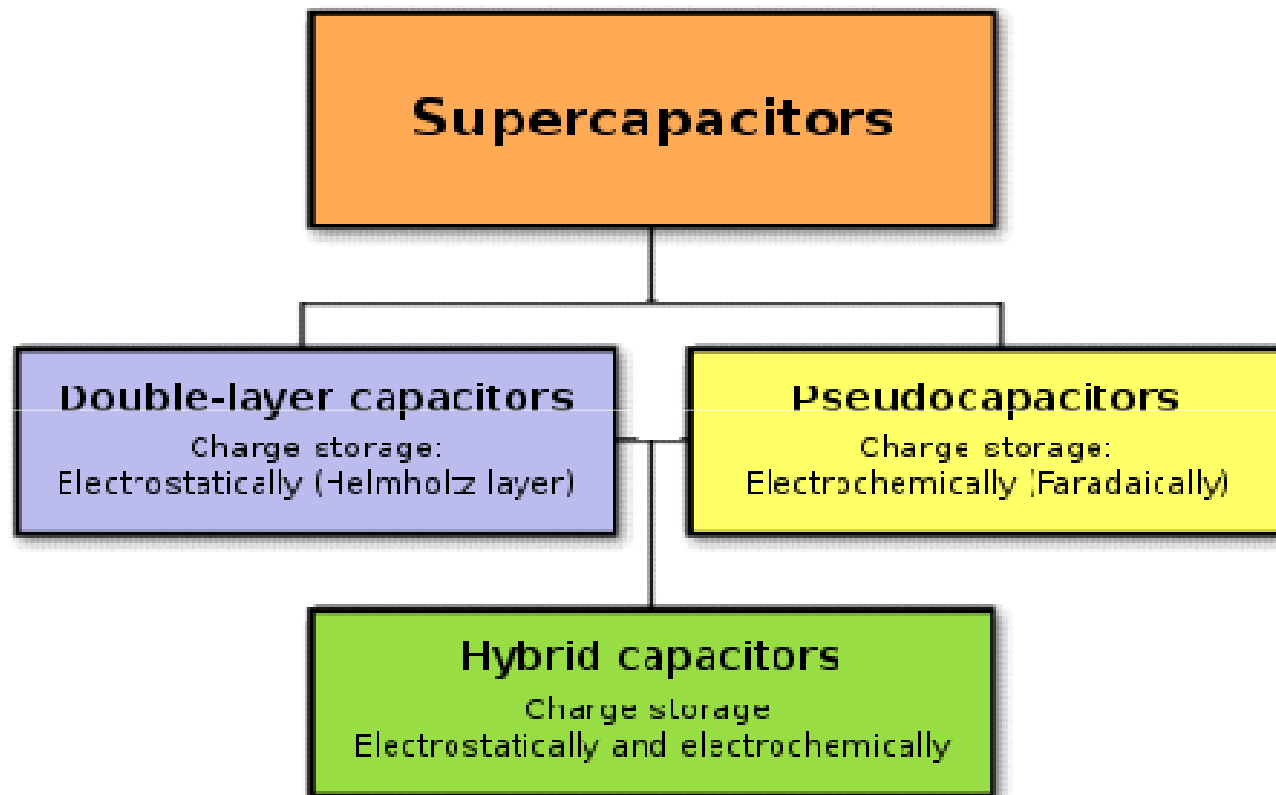 Supercapacitors
Double-layer capacitors
Charge storage:
Electrostatically (Helmholtz layer)
Pseudocapacitors
Charge storage:
Electrochemically (Faradaically)
Hybrid capacitors
Charge storage
Electrostatically and electrochemically